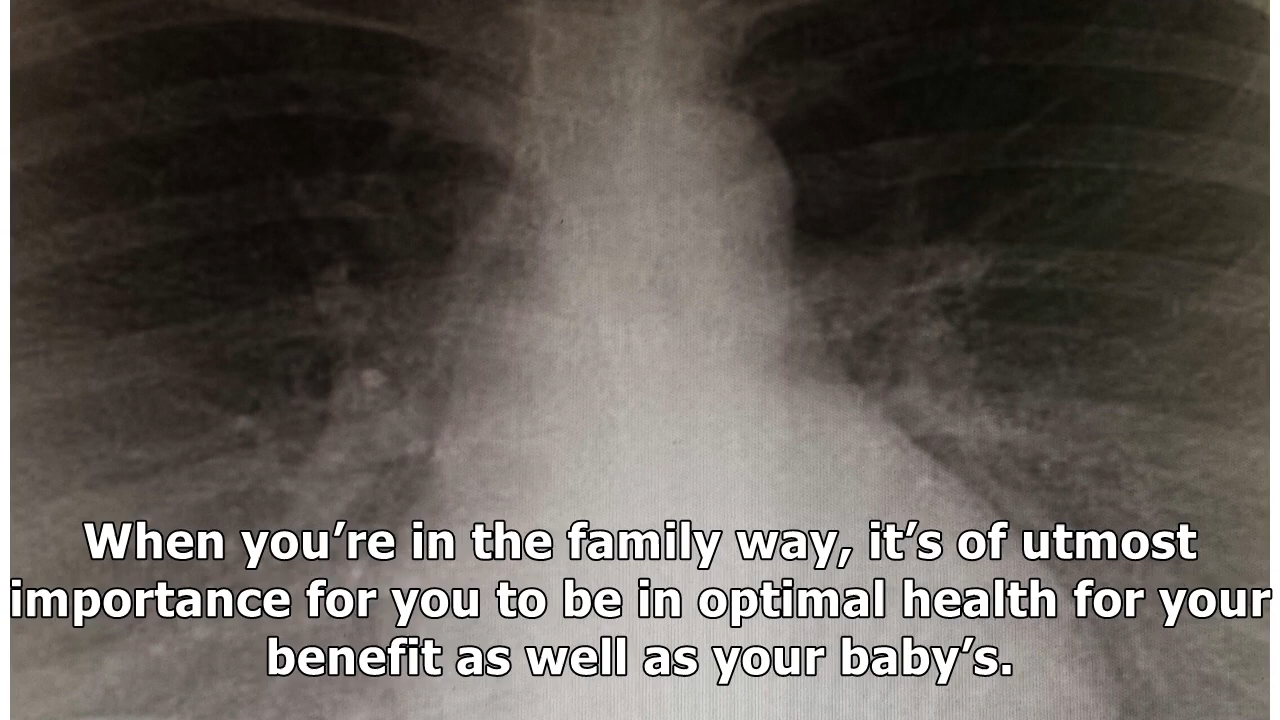 When you’re in the family way, it’s of utmost
importance for you to be in optimal health for your
benefit as well as your baby’s.